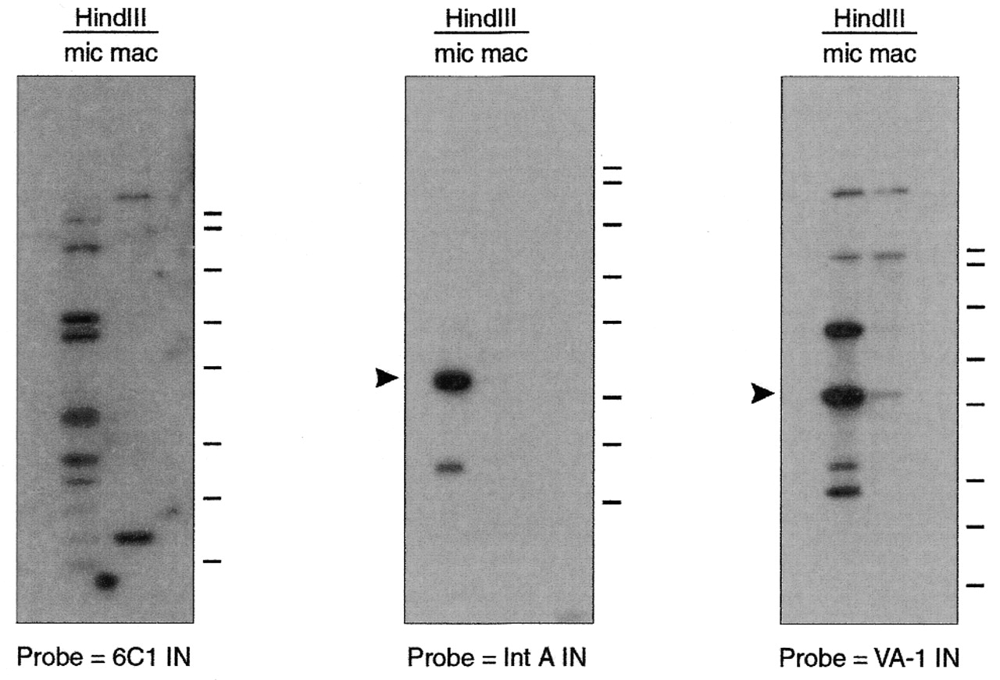 HindIII
mic mac
Probe = 6C1 IN
HindIII
mic mac
Probe = Int A IN
HindIII
mic mac
Probe = VA-1 IN